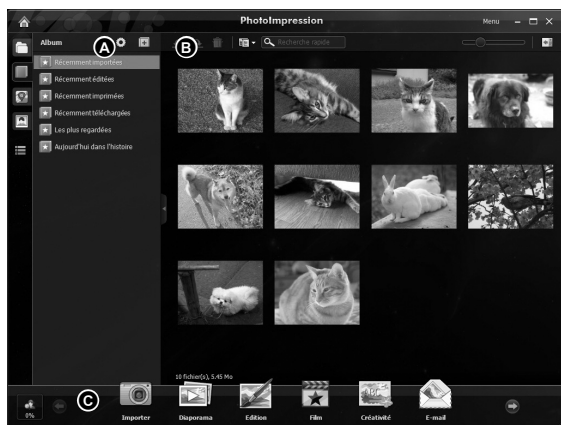 PhotoImpression
Menu
Album
A
B
Recherche rapide
Récemment importées
Récemment éditées
Récemment imprimées
Récemment téléchargées
Les plus regardées
Aujourd'hui dans l'histoire
10 fichier(s), 5.45 Mo
C
0%
Importer
Diaporama
Edition
Film
Créativité
E-mail